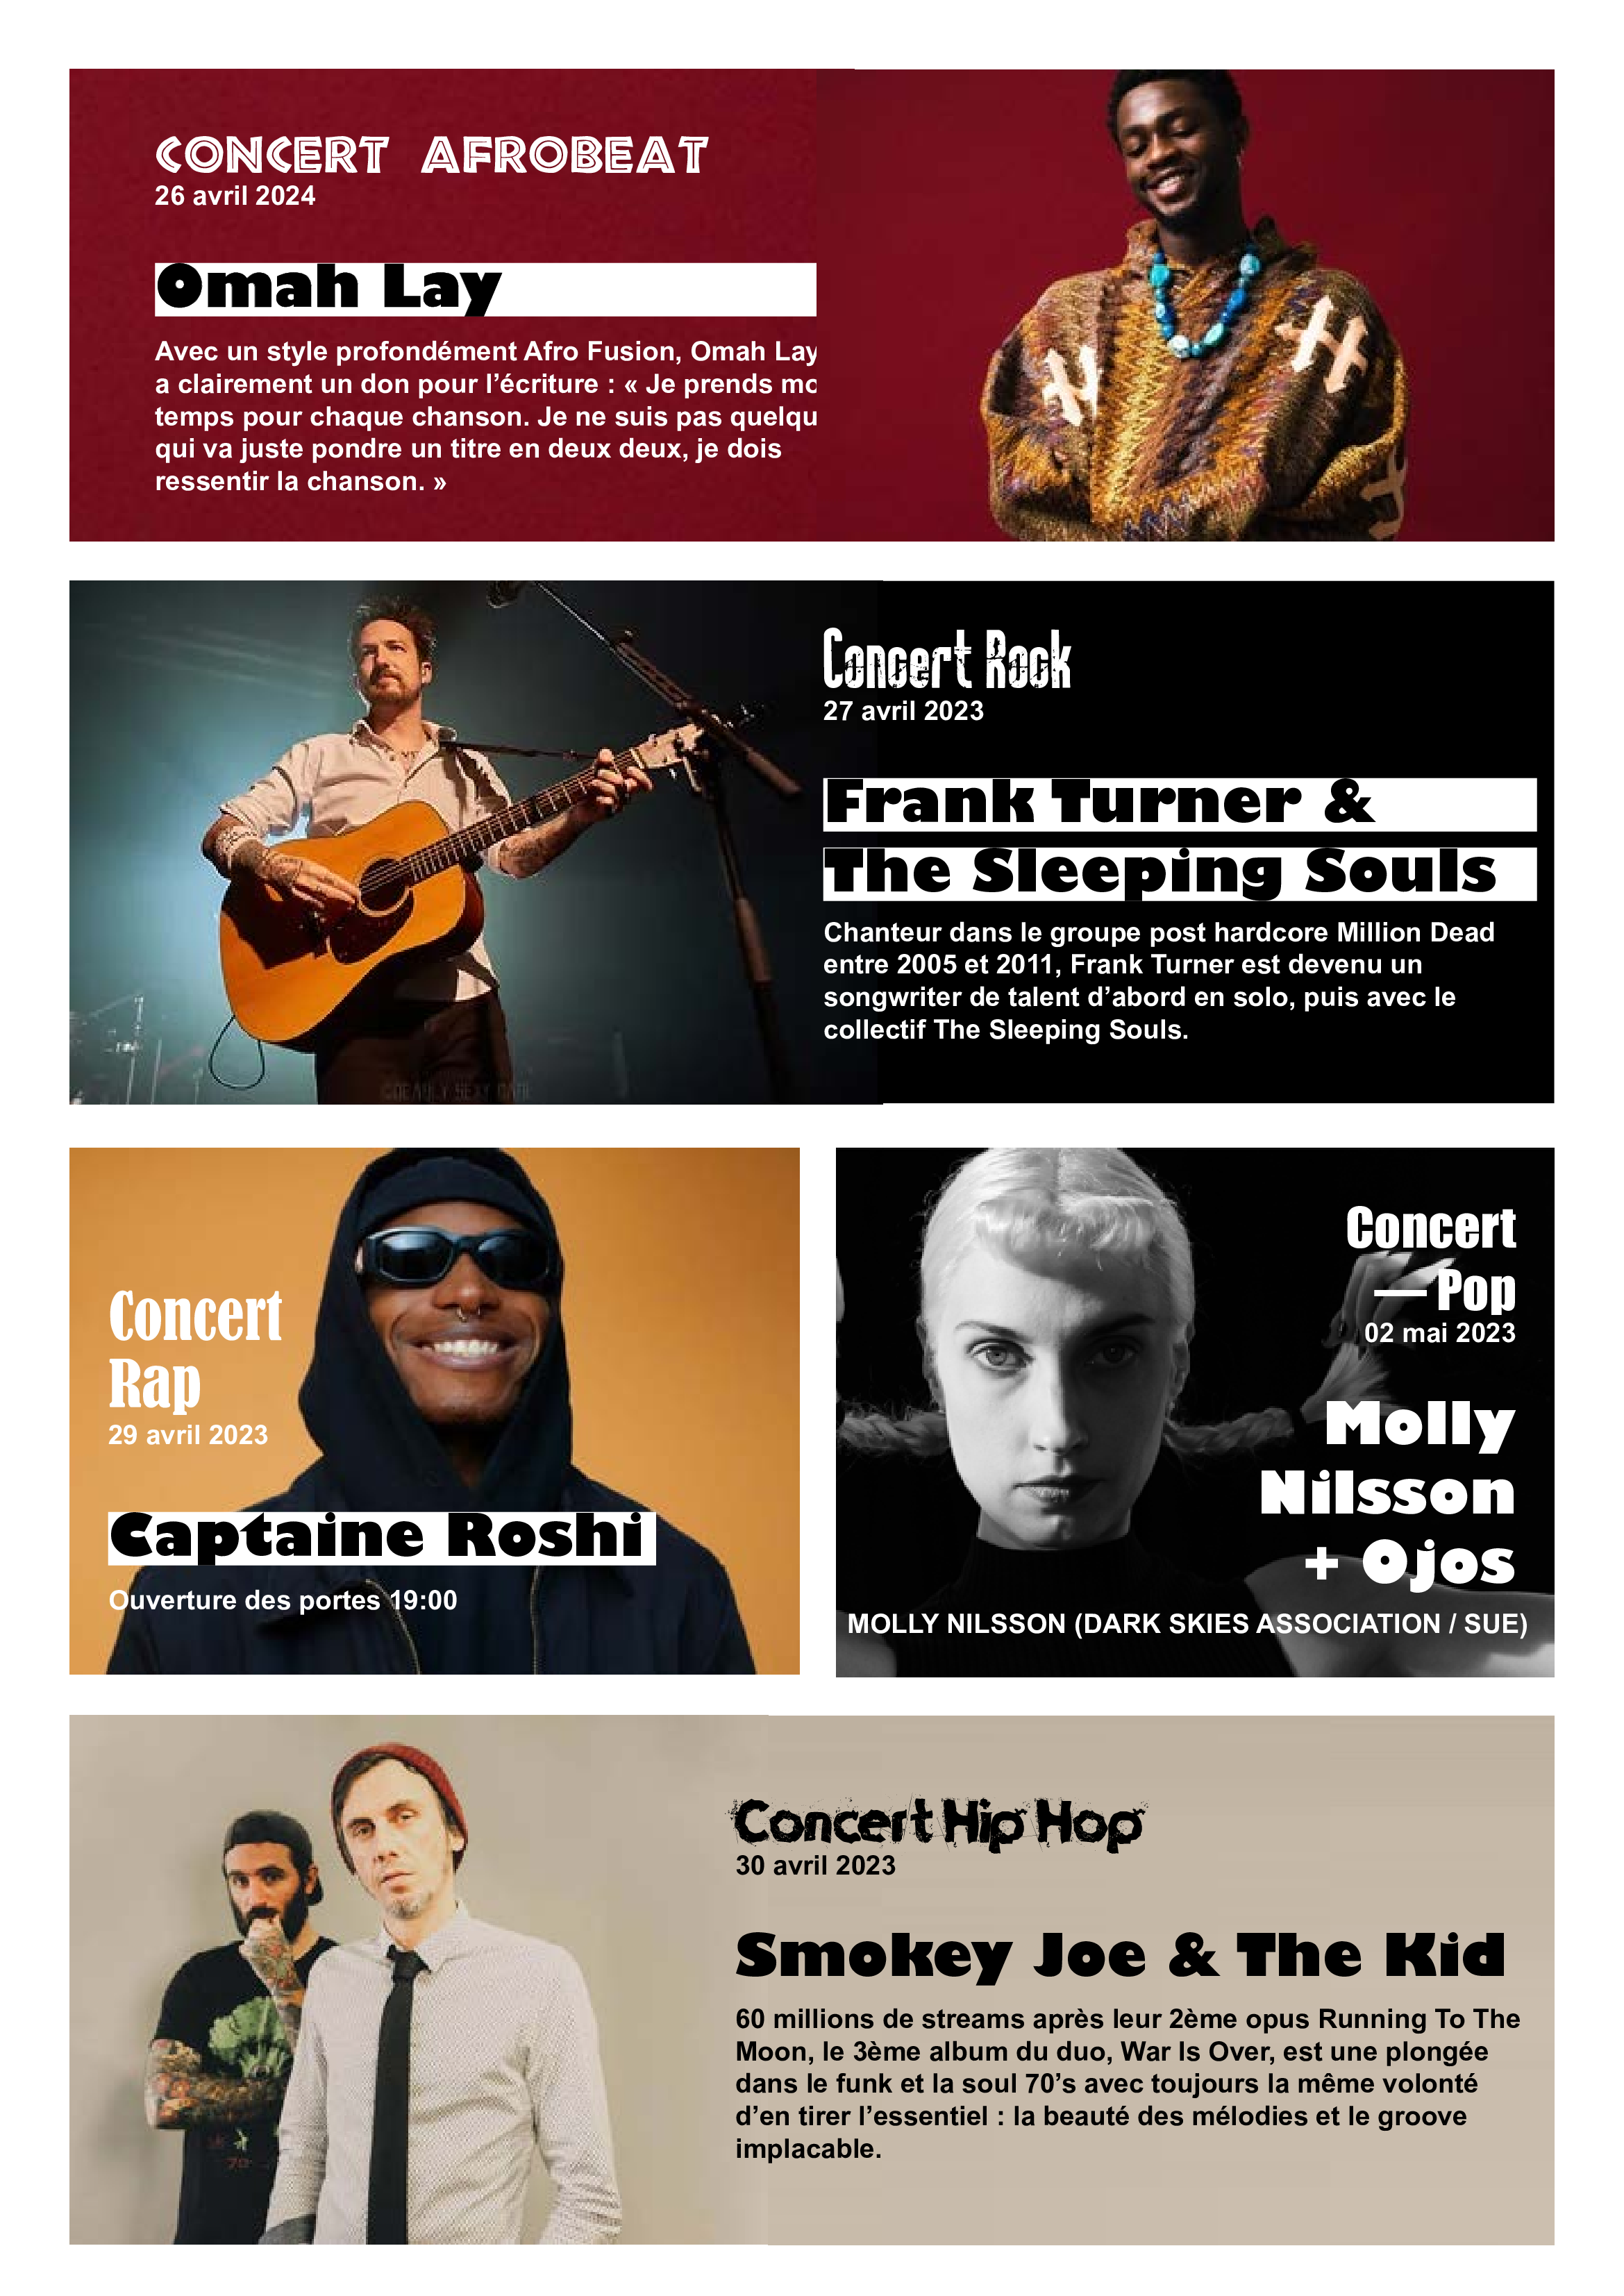 CONCERT AFROBEAT
26 avril 2024
Omah Lay
Avec un style profondément Afro Fusion, Omah Lay
a clairement un don pour l’écriture : « Je prends mo
temps pour chaque chanson. Je ne suis pas quelqu
qui va juste pondre un titre en deux deux, je dois
ressentir la chanson. »
Concert Rock
27 avril 2023
Frank Turner &
The Sleeping Souls
Chanteur dans le groupe post hardcore Million Dead
entre 2005 et 2011, Frank Turner est devenu un
songwriter de talent d’abord en solo, puis avec le
collectif The Sleeping Souls.
Concert
Rap
29 avril 2023
Captaine Roshi
Ouverture des portes 19:00
Concert
— Pop
02 mai 2023
Molly
Nilsson
+ Ojos
MOLLY NILSSON (DARK SKIES ASSOCIATION / SUE)
Concert Hip Hop
30 avril 2023
Smokey Joe & The Kid
60 millions de streams après leur 2ème opus Running To The
Moon, le 3ème album du duo, War Is Over, est une plongée
dans le funk et la soul 70’s avec toujours la même volonté
d’en tirer l’essentiel : la beauté des mélodies et le groove
implacable.